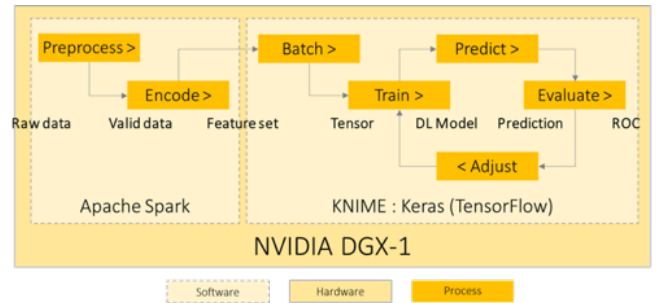 Preprocess >
Batch >
Predict >
Encode >
Train >
Evaluate >
Raw data
Valid data
Feature set
Tensor
DL Model
Prediction
ROC
< Adjust
Apache Spark
KNIME : Keras (TensorFlow)
NVIDIA DGX-1
Software
Hardware
Process